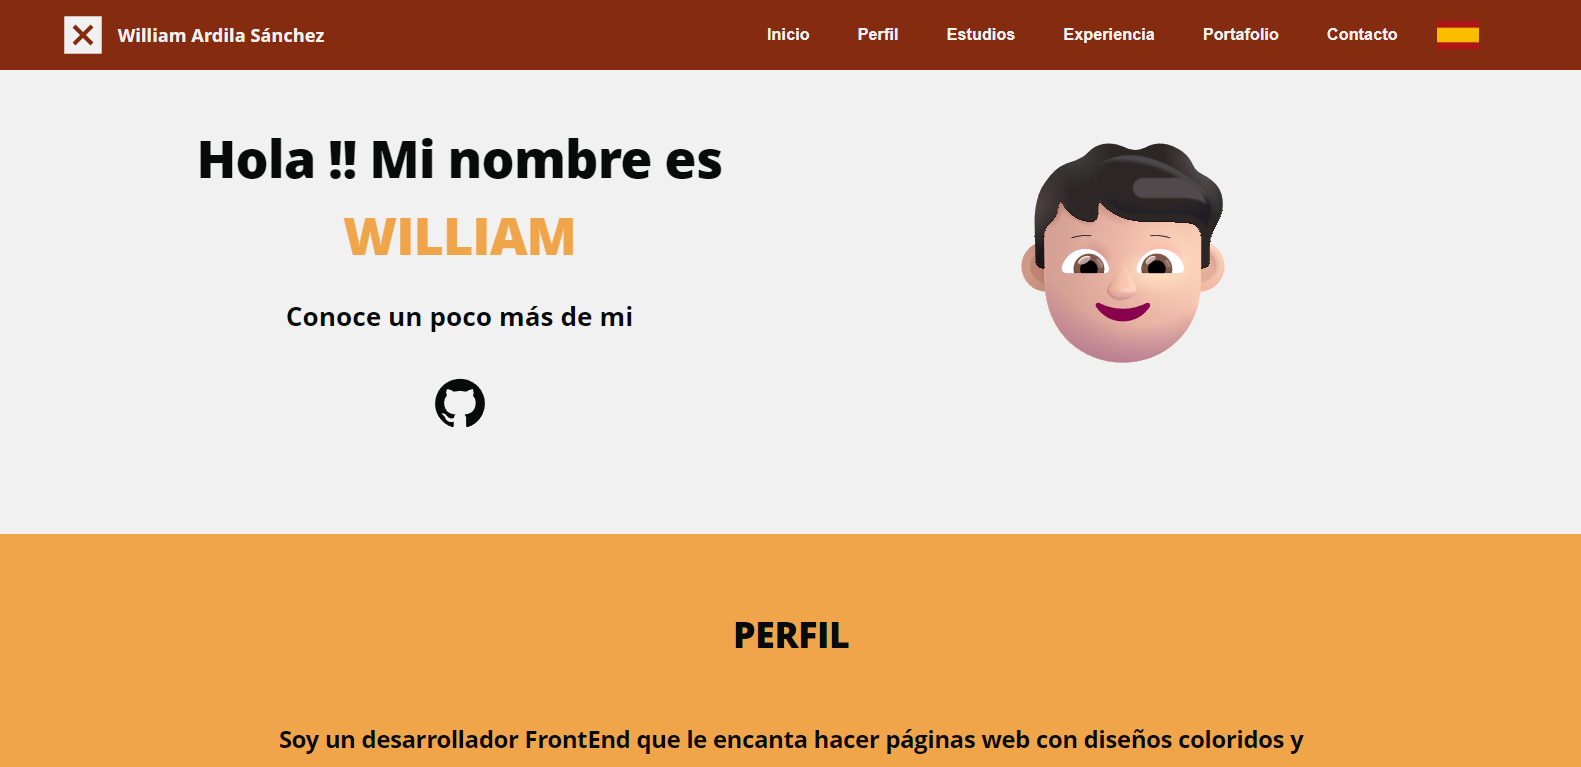 William Ardila Sánchez
Inicio Perfil Estudios Experiencia Portafolio Contacto
Hola !! Mi nombre es
WILLIAM
Conoce un poco más de mi
PERFIL
Soy un desarrollador FrontEnd que le encanta hacer páginas web con diseños coloridos y